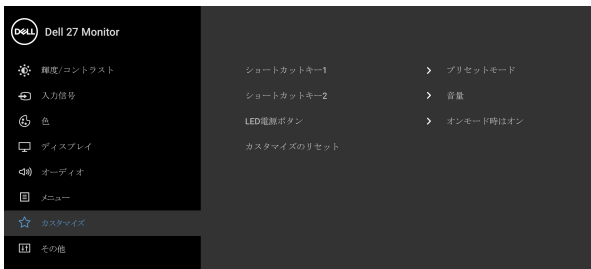 DELL Dell 27 Monitor
輝度/コントラスト ショートカットキー1 プリセットモード
入力信号 ショートカットキー2 音量
色 LED電源ボタン オンモード時はオン
ディスプレイ カスタマイズのリセット
オーディオ
メニュー
カスタマイズ
その他